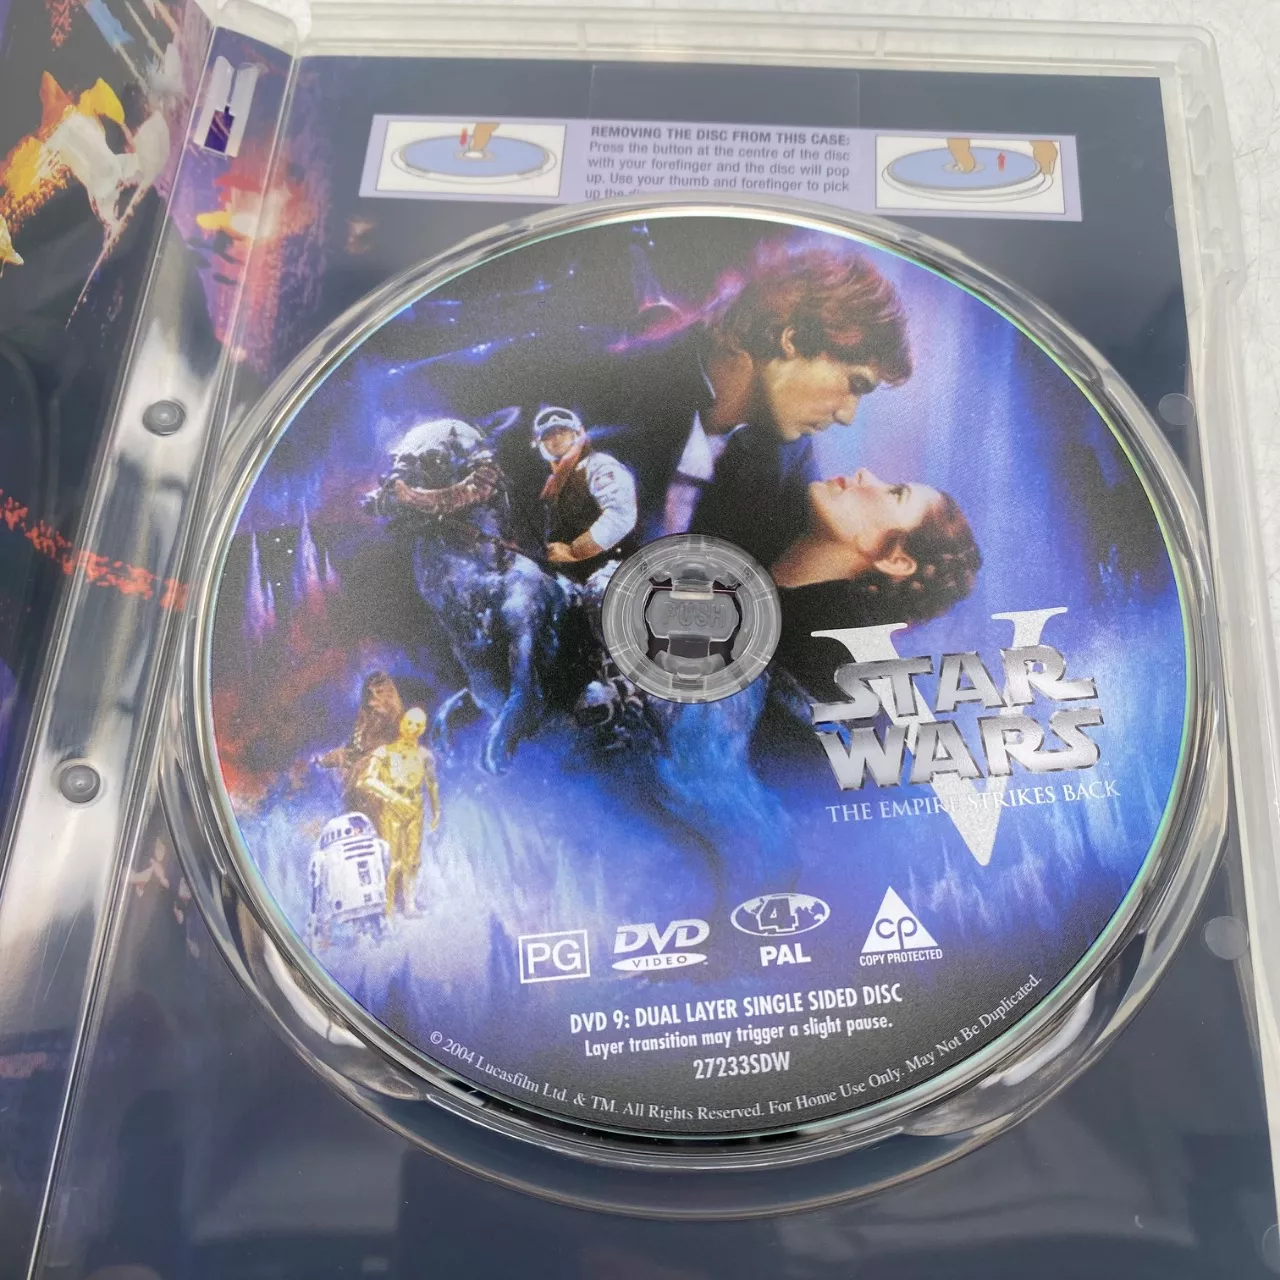 REMOVING THE DISC FROM THIS CASE:
Press the button at the centre of the disc
with your forefinger and the disc will pop
up. Use your thumb and forefinger to pick
up the
PUSH
V
STAR
WARS
THE EMPIRE STRIKES BACK
PG
DVD
VIDEO
4
PAL
CP
COPY PROTECTED
DVD 9: DUAL LAYER SINGLE SIDED DISC
Layer transition may trigger a slight pause.
27233SDW
© 2004 Lucasfilm Ltd. & TM. All Rights Reserved. For Home Use Only. May Not Be Duplicated.